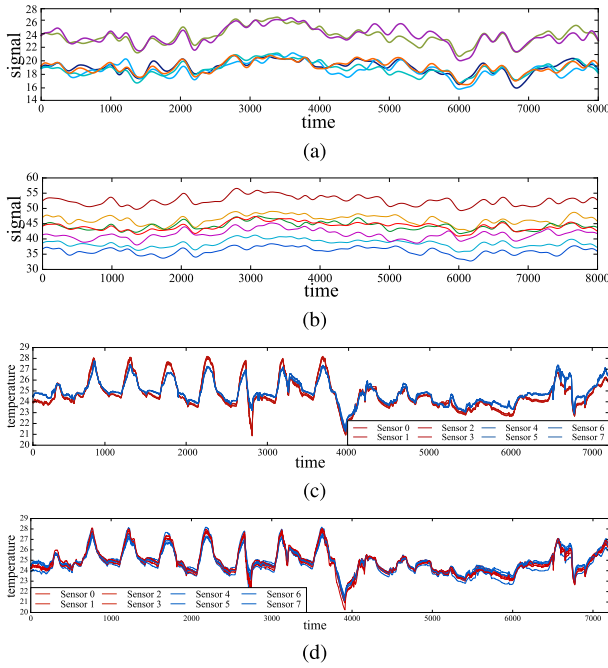 28
26
24
22
20
18
16
14
signal
0 1000 2000 3000 4000 5000 6000 7000 8000
time
(a)
60
55
50
45
40
35
30
signal
0 1000 2000 3000 4000 5000 6000 7000 8000
time
(b)
29
28
27
26
25
24
23
22
21
20
temperature
Sensor 0 Sensor 2 Sensor 4 Sensor 6
Sensor 1 Sensor 3 Sensor 5 Sensor 7
0 1000 2000 3000 4000 5000 6000 7000
time
(c)
29
28
27
26
25
24
23
22
21
20
temperature
Sensor 0 Sensor 2 Sensor 4 Sensor 6
Sensor 1 Sensor 3 Sensor 5 Sensor 7
0 1000 2000 3000 4000 5000 6000 7000
time
(d)